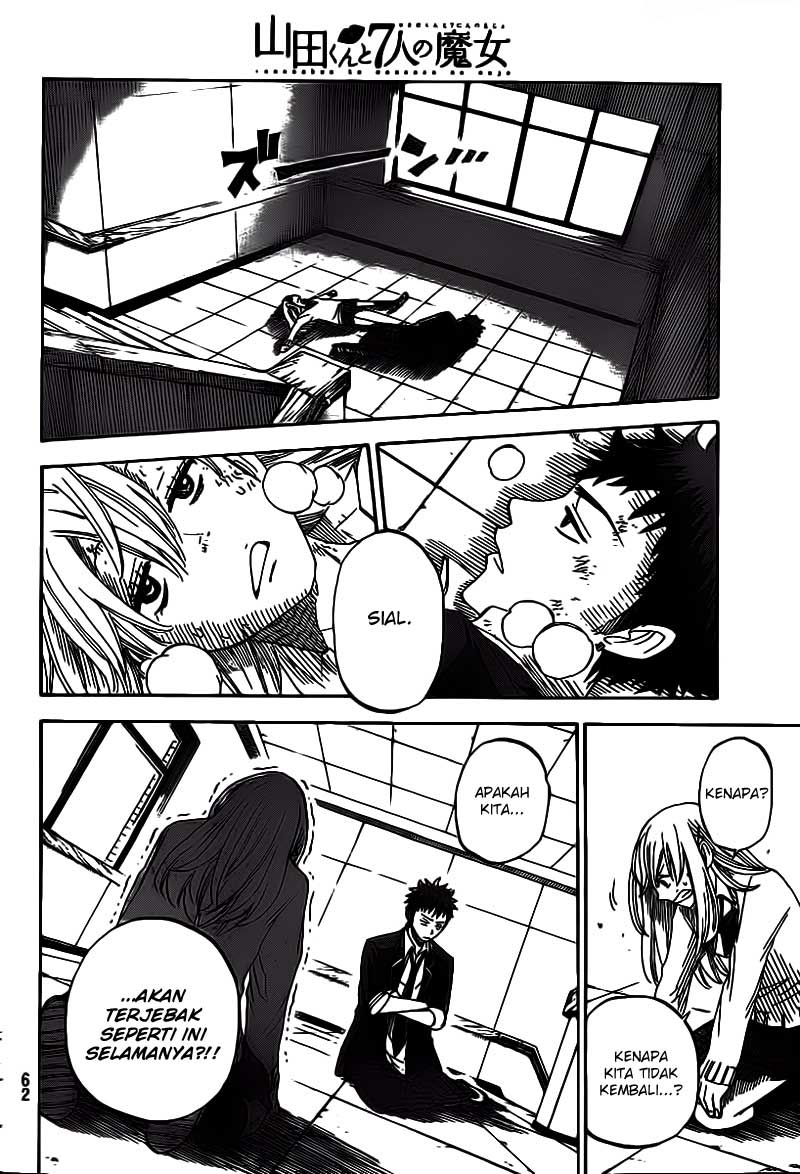 山田くんと7人の魔女
ズーン
SIAL.
KENAPA?
KENAPA
KITA TIDAK
KEMBALI...?
APAKAH
KITA...
...AKAN
TERJEBAK
SEPERTI INI
SELAMANYA?!!
62